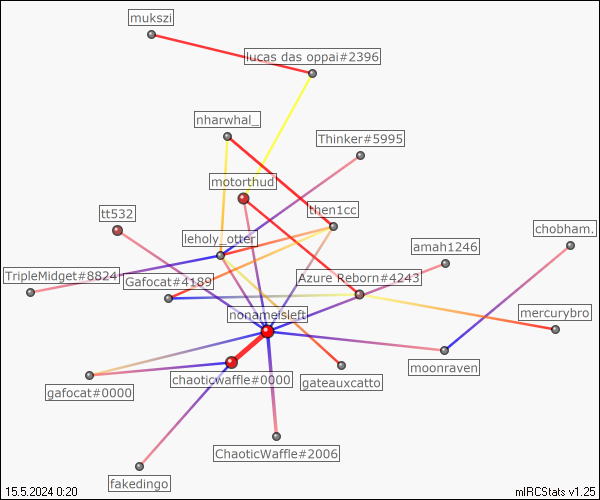 mukszi
lucas das oppai#2396
nharwhal_
Thinker#5995
motorthud
tt532
then1cc
chobham.
leholy_otter
amah1246
TripleMidget#8824
Gafocat#4189
Azure Reborn#4243
nonameisleft
mercurybro
moonraven
chaoticwaffle#0000
gateauxcatto
gafocat#0000
ChaoticWaffle#2006
fakedingo
15.5.2024 0:20
mIRCStats v1.25